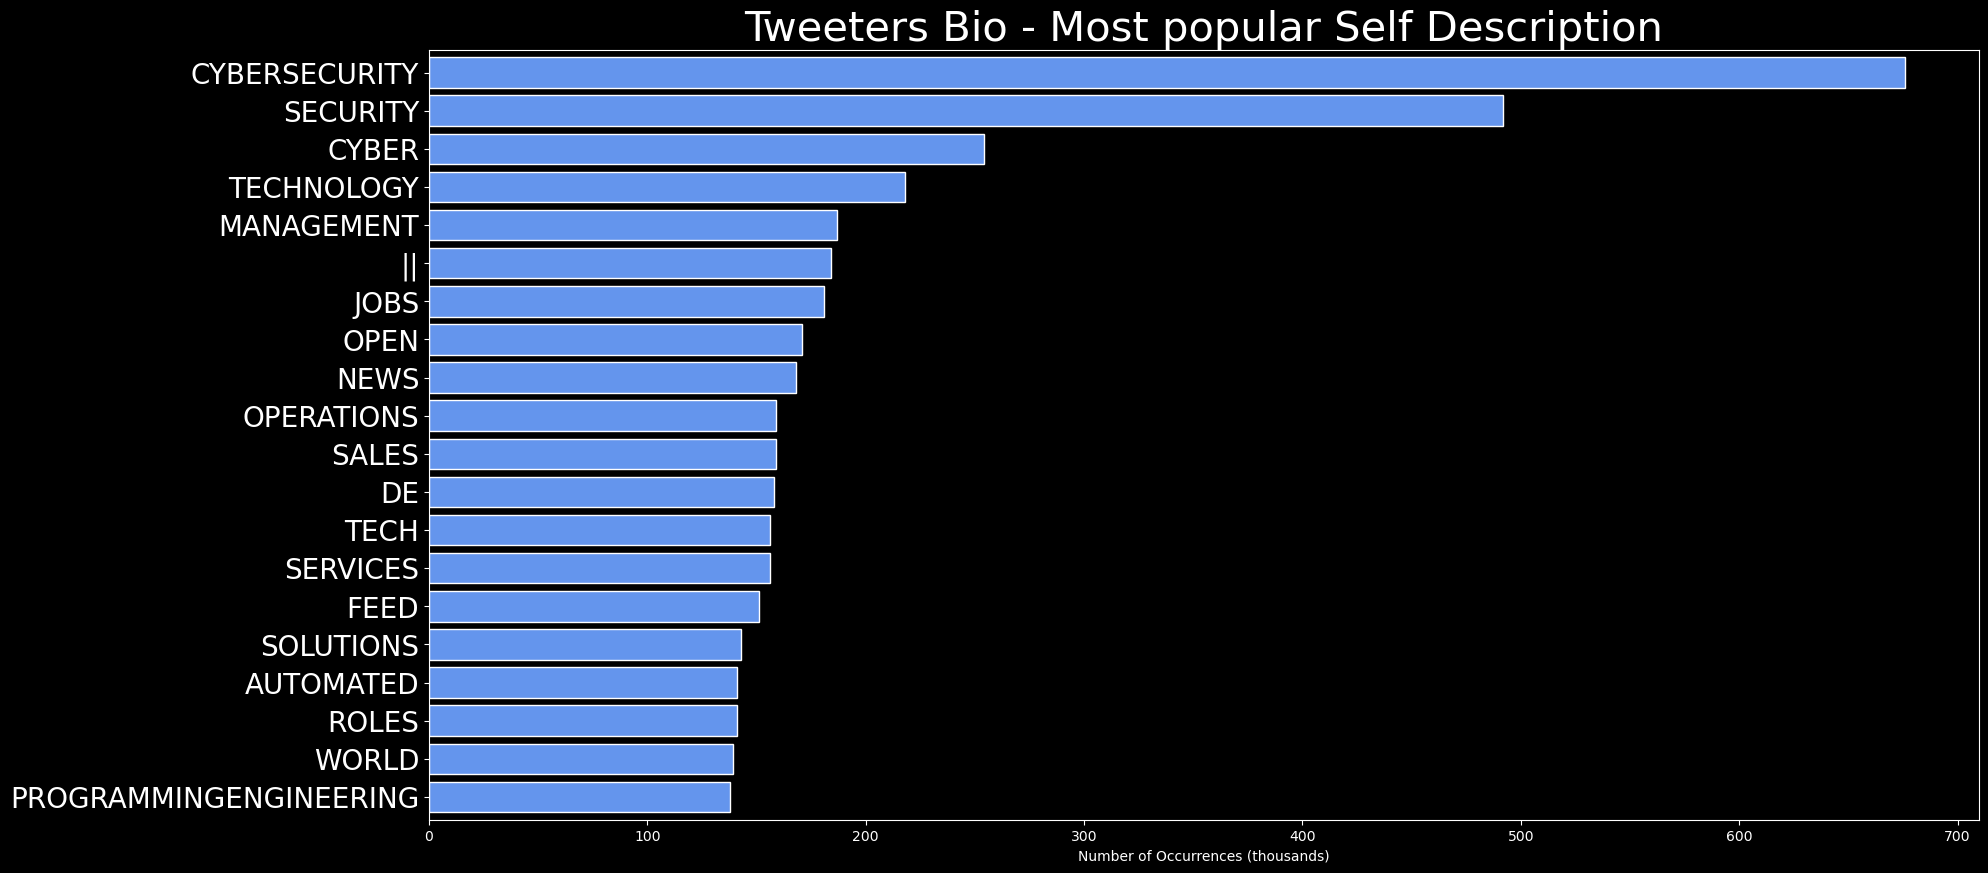 Tweeters Bio - Most popular Self Description
CYBERSECURITY
SECURITY
CYBER
TECHNOLOGY
MANAGEMENT
||
JOBS
OPEN
NEWS
OPERATIONS
SALES
DE
TECH
SERVICES
FEED
SOLUTIONS
AUTOMATED
ROLES
WORLD
PROGRAMMINGENGINEERING
0 100 200 300 400 500 600 700
Number of Occurrences (thousands)